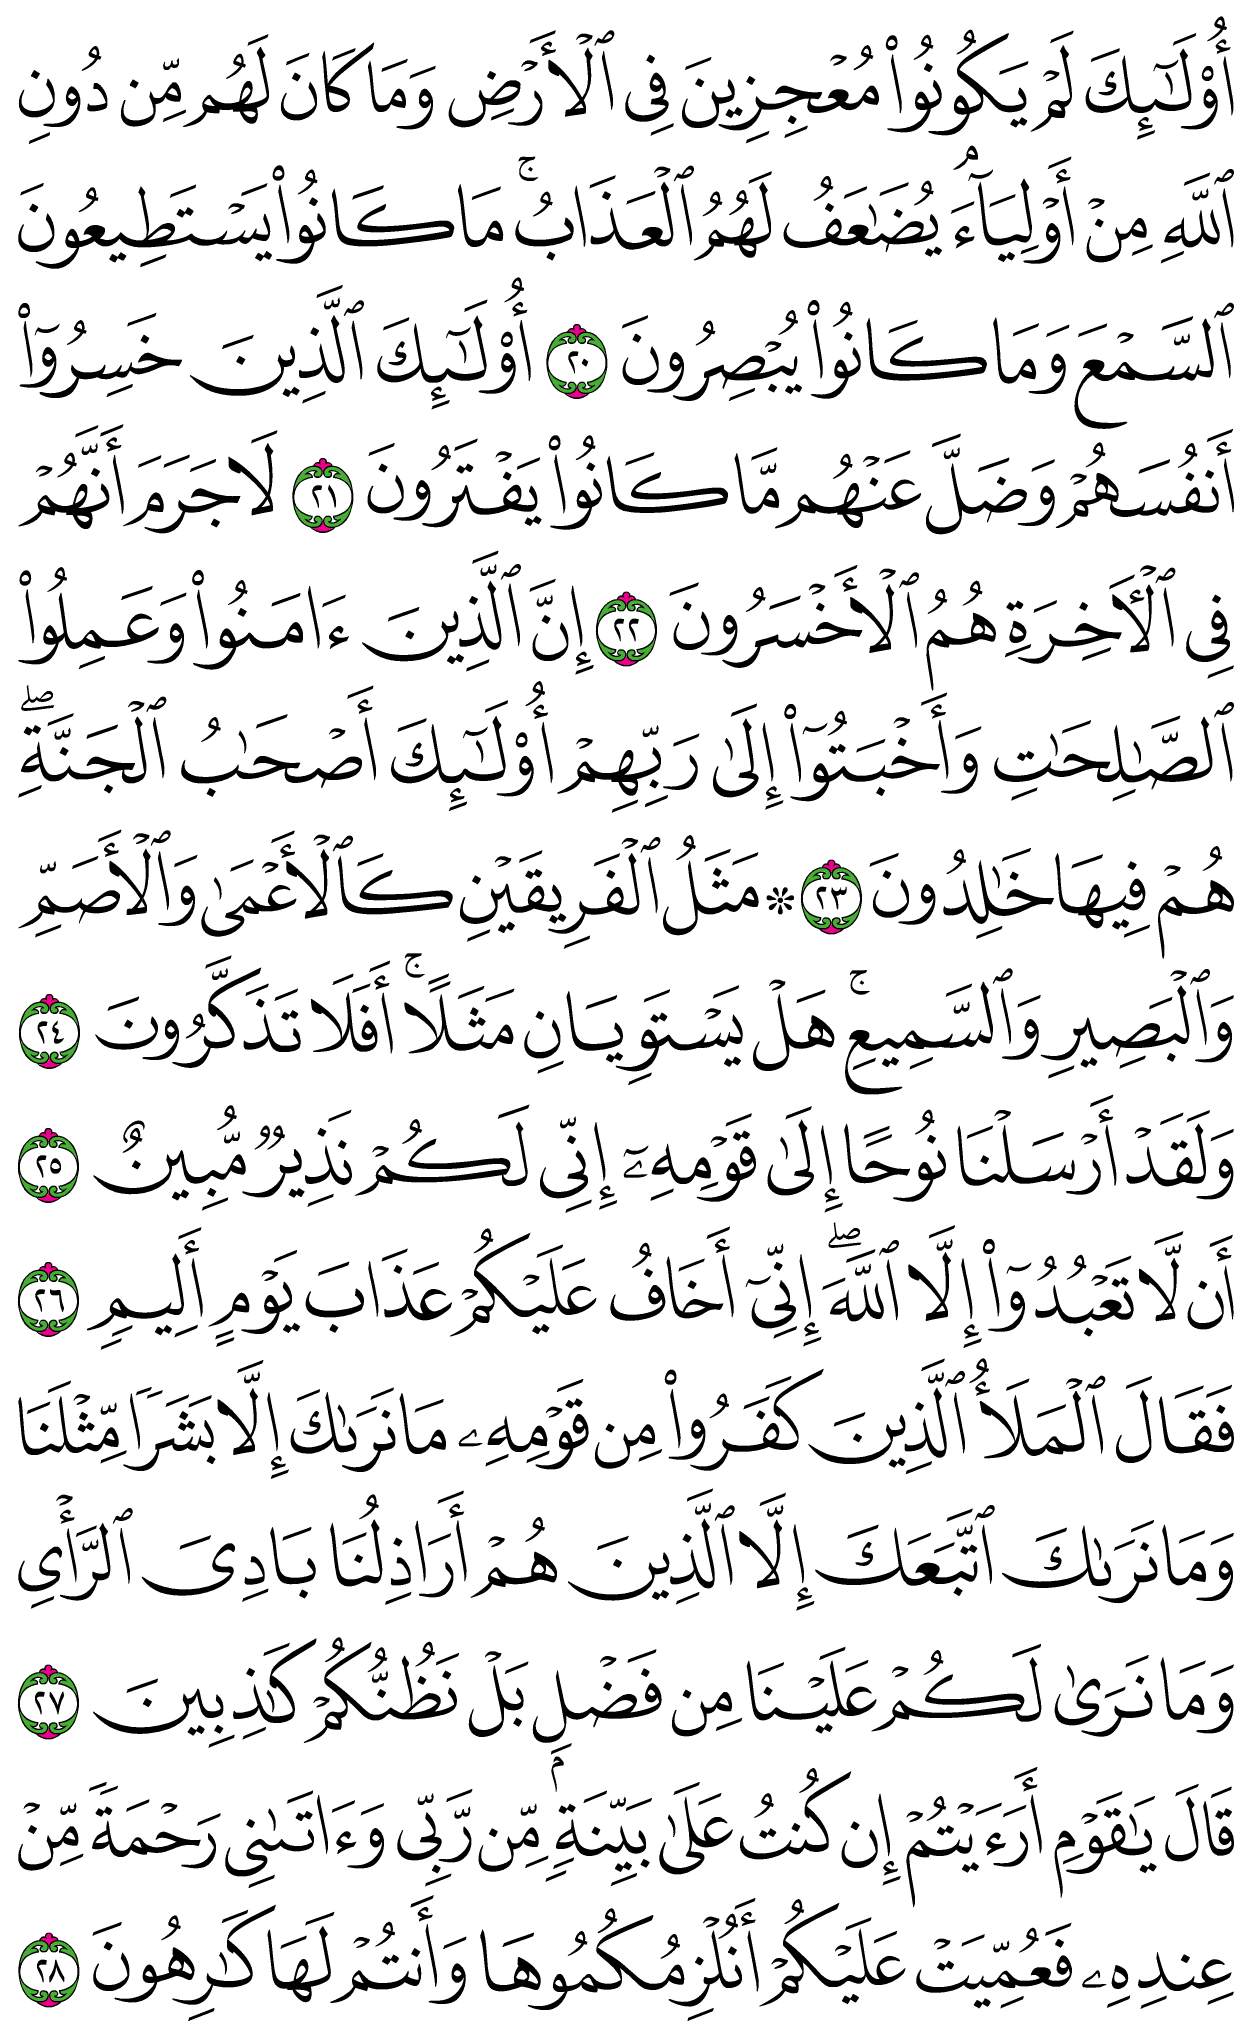 أُوْلَٰٓئِكَ لَمۡ يَكُونُواْ مُعۡجِزِينَ فِي ٱلۡأَرۡضِ وَمَا كَانَ لَهُم مِّن دُونِ
ٱللَّهِ مِنۡ أَوۡلِيَآءَۘ يُضَٰعَفُ لَهُمُ ٱلۡعَذَابُۚ مَا كَانُواْ يَسۡتَطِيعُونَ
ٱلسَّمۡعَ وَمَا كَانُواْ يُبۡصِرُونَ ٢٠ أُوْلَٰٓئِكَ ٱلَّذِينَ خَسِرُوٓاْ
أَنفُسَهُمۡ وَضَلَّ عَنۡهُم مَّا كَانُواْ يَفۡتَرُونَ ٢١ لَا جَرَمَ أَنَّهُمۡ
فِي ٱلۡأٓخِرَةِ هُمُ ٱلۡأَخۡسَرُونَ ٢٢ إِنَّ ٱلَّذِينَ ءَامَنُواْ وَعَمِلُواْ
ٱلصَّٰلِحَٰتِ وَأَخۡبَتُوٓاْ إِلَىٰ رَبِّهِمۡ أُوْلَٰٓئِكَ أَصۡحَٰبُ ٱلۡجَنَّةِۖ
هُمۡ فِيهَا خَٰلِدُونَ ٢٣ ۞ مَثَلُ ٱلۡفَرِيقَيۡنِ كَٱلۡأَعۡمَىٰ وَٱلۡأَصَمِّ
وَٱلۡبَصِيرِ وَٱلسَّمِيعِۚ هَلۡ يَسۡتَوِيَانِ مَثَلًاۚ أَفَلَا تَذَكَّرُونَ ٢٤
وَلَقَدۡ أَرۡسَلۡنَا نُوحًا إِلَىٰ قَوۡمِهِۦٓ إِنِّي لَكُمۡ نَذِيرٞ مُّبِينٌ ٢٥
أَن لَّا تَعۡبُدُوٓاْ إِلَّا ٱللَّهَۖ إِنِّيٓ أَخَافُ عَلَيۡكُمۡ عَذَابَ يَوۡمٍ أَلِيمٖ ٢٦
فَقَالَ ٱلۡمَلَأُ ٱلَّذِينَ كَفَرُواْ مِن قَوۡمِهِۦ مَا نَرَىٰكَ إِلَّا بَشَرٗا مِّثۡلَنَا
وَمَا نَرَىٰكَ ٱتَّبَعَكَ إِلَّا ٱلَّذِينَ هُمۡ أَرَاذِلُنَا بَادِيَ ٱلرَّأۡيِ
وَمَا نَرَىٰ لَكُمۡ عَلَيۡنَا مِن فَضۡلِۭ بَلۡ نَظُنُّكُمۡ كَٰذِبِينَ ٢٧
قَالَ يَٰقَوۡمِ أَرَءَيۡتُمۡ إِن كُنتُ عَلَىٰ بَيِّنَةٖ مِّن رَّبِّي وَءَاتَىٰنِي رَحۡمَةٗ مِّنۡ
عِندِهِۦ فَعُمِّيَتۡ عَلَيۡكُمۡ أَنُلۡزِمُكُمُوهَا وَأَنتُمۡ لَهَا كَٰرِهُونَ ٢٨